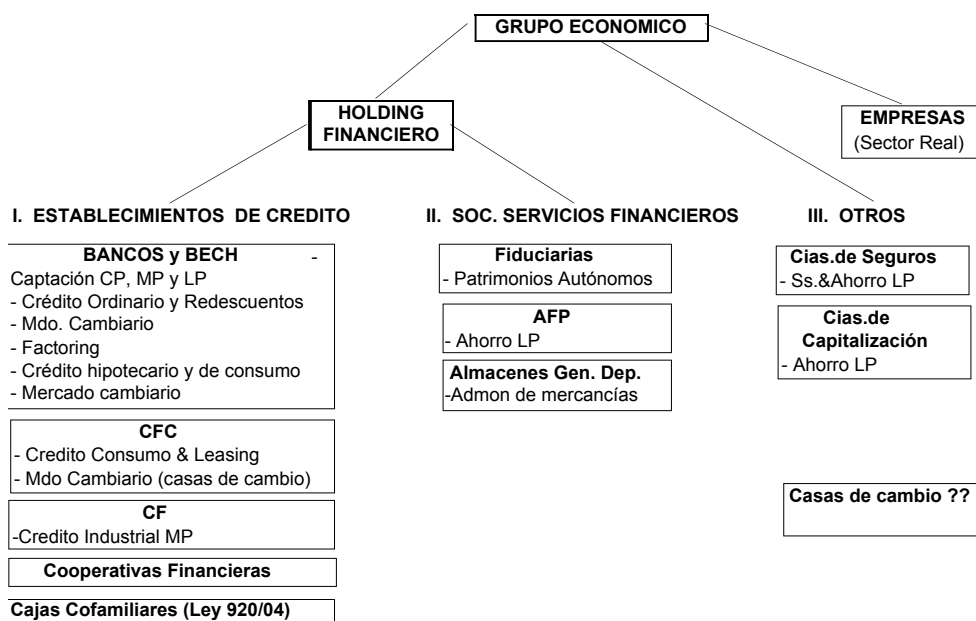 GRUPO ECONOMICO
HOLDING
FINANCIERO
EMPRESAS
(Sector Real)
I. ESTABLECIMIENTOS DE CREDITO
BANCOS y BECH -
Captación CP, MP y LP
- Crédito Ordinario y Redescuentos
- Mdo. Cambiario
- Factoring
- Crédito hipotecario y de consumo
- Mercado cambiario
CFC
- Credito Consumo & Leasing
- Mdo Cambiario (casas de cambio)
CF
-Credito Industrial MP
Cooperativas Financieras
Cajas Cofamiliares (Ley 920/04)
II. SOC. SERVICIOS FINANCIEROS
Fiduciarias
- Patrimonios Autónomos
AFP
- Ahorro LP
Almacenes Gen. Dep.
-Admon de mercancías
III. OTROS
Cias.de Seguros
- Ss.&Ahorro LP
Cias.de
Capitalización
- Ahorro LP
Casas de cambio ??